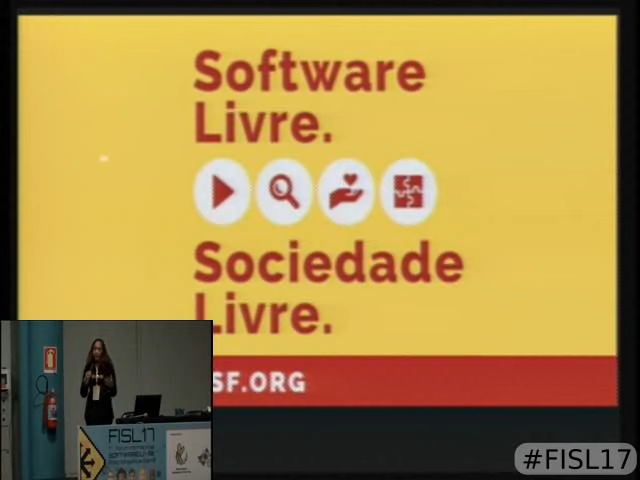 Software
Livre.
Sociedade
Livre.
SF.ORG
FISL17
#FISL17